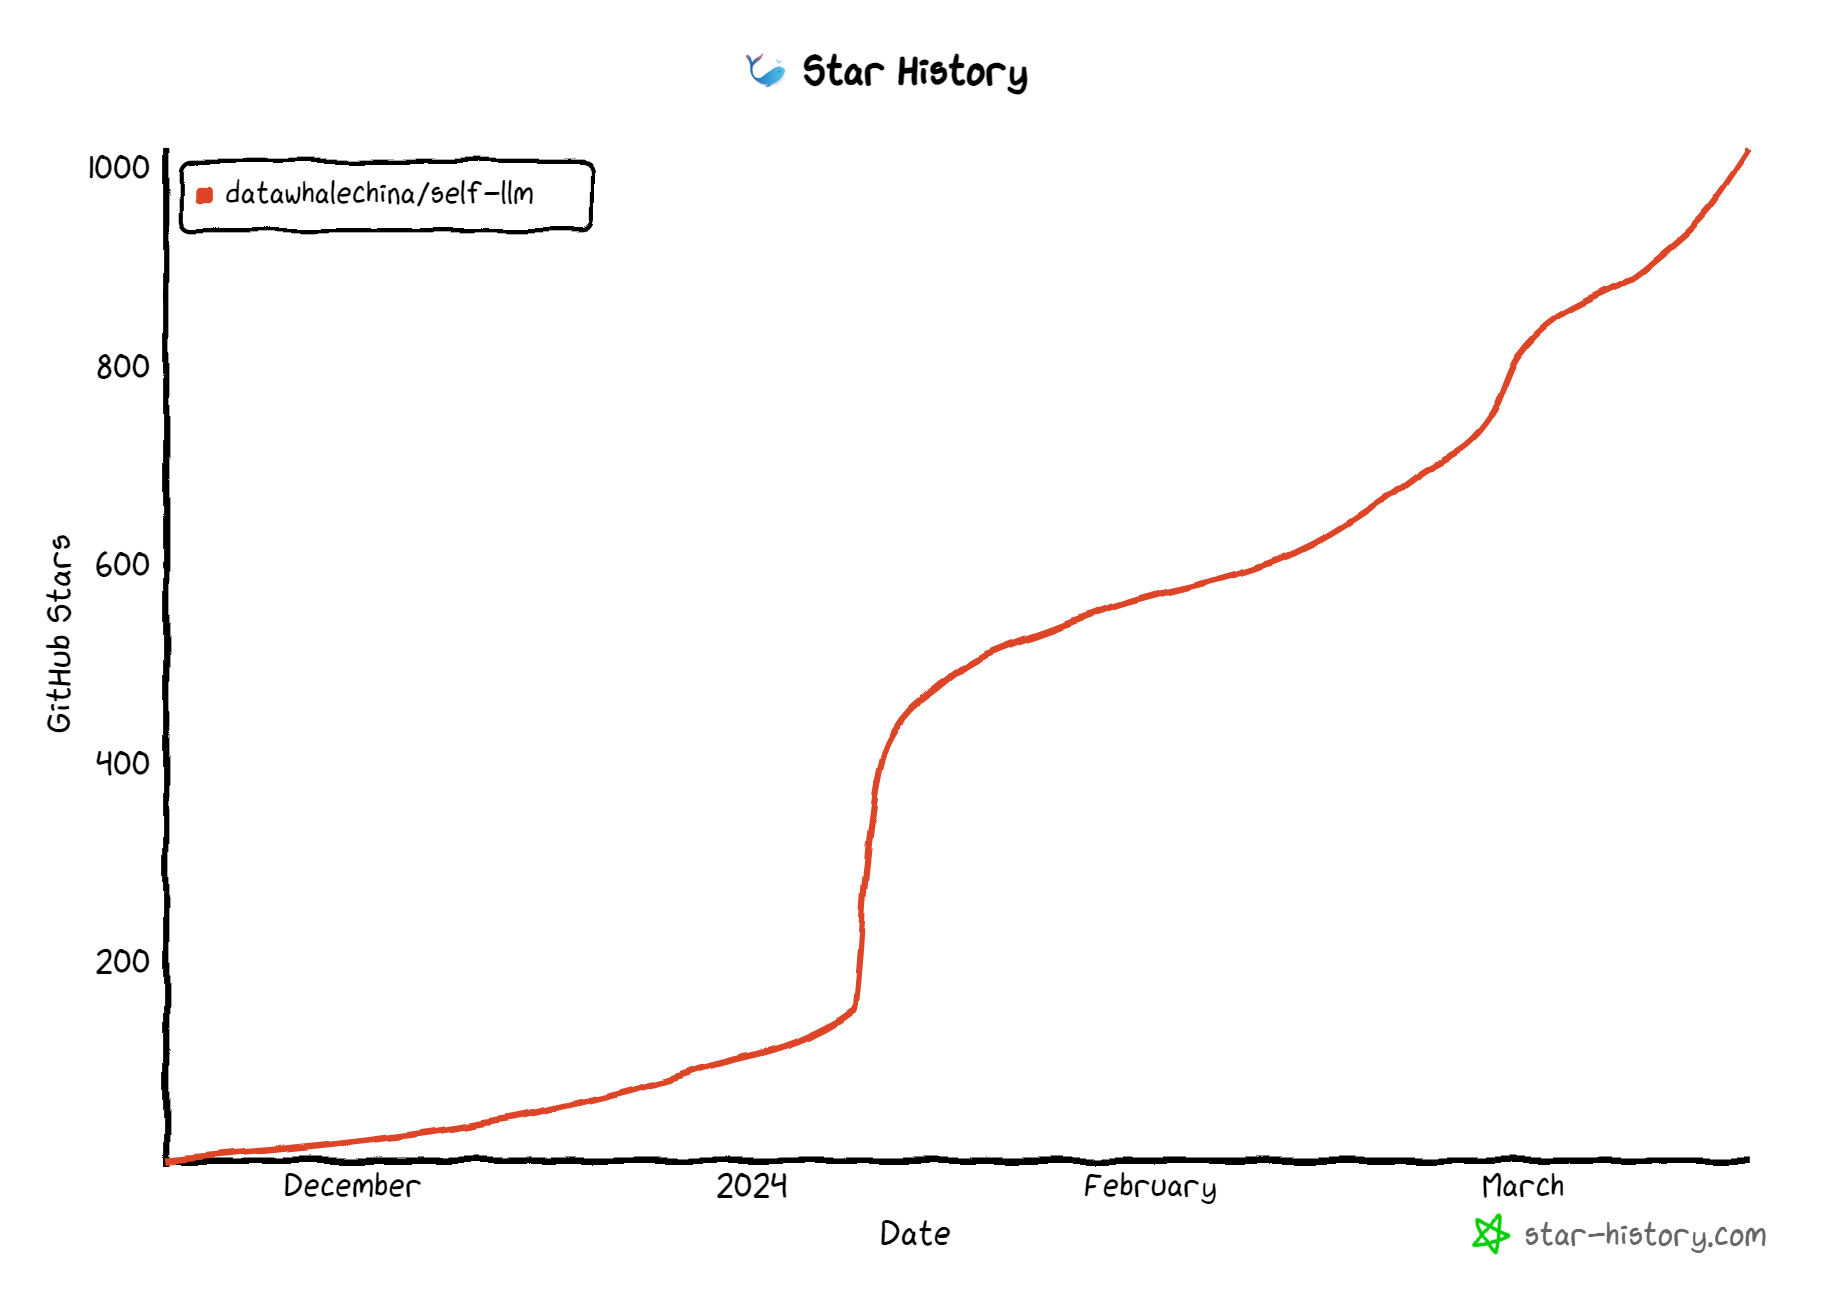 Star History
1000
datawhalechina/self-llm
800
600
400
200
GitHub Stars
December
2024
February
March
Date
star-history.com